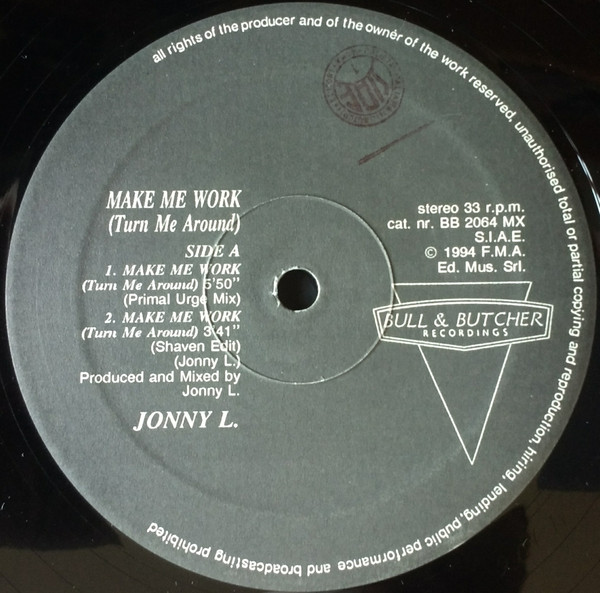 all rights of the producer and of the owner of the work reserved, unauthorised total or partial copying and reproduction, hiring, lending, public performance and broadcasting prohibited
MAKE ME WORK
(Turn Me Around)
SIDE A
1. MAKE ME WORK
(Turn Me Around) 5'50"
(Primal Urge Mix)
2. MAKE ME WORK
(Turn Me Around) 3'41"
(Shaven Edit)
(Jonny L.)
Produced and Mixed by
Jonny L.
JONNY L.
stereo 33 r.p.m.
cat. nr. BB 2064 MX
S.I.A.E.
© 1994 F.M.A.
Ed. Mus. Srl.
BULL & BUTCHER
RECORDINGS